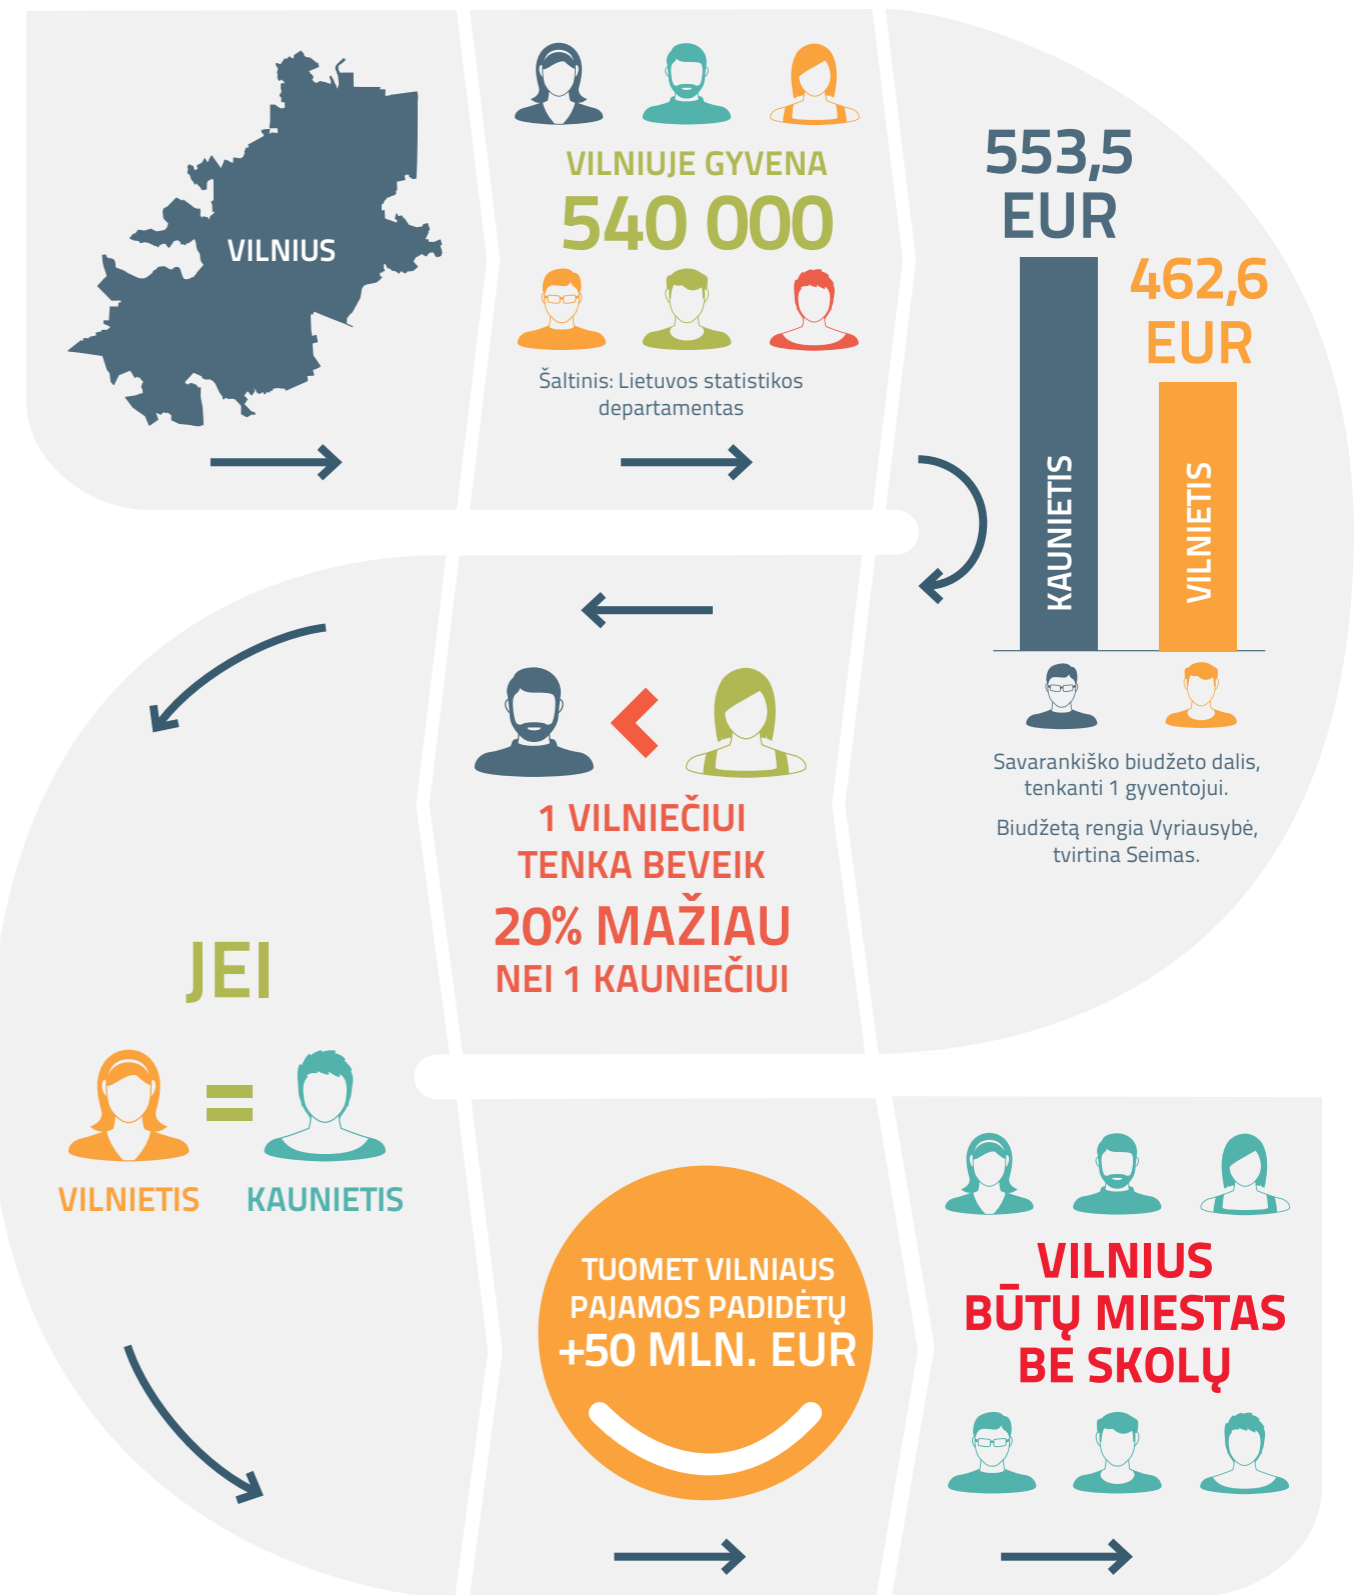 VILNIUS
VILNIUJE GYVENA
540 000
Šaltinis: Lietuvos statistikos
departamentas
553,5
EUR
462,6
EUR
KAUNIETIS
VILNIETIS
Savarankiško biudžeto dalis,
tenkanti 1 gyventojui.
Biudžetą rengia Vyriausybė,
tvirtina Seimas.
1 VILNIEČIUI
TENKA BEVEIK
20% MAŽIAU
NEI 1 KAUNIEČIUI
JEI
=
VILNIETIS KAUNIETIS
TUOMET VILNIAUS
PAJAMOS PADIDĖTŲ
+50 MLN. EUR
VILNIUS
BŪTŲ MIESTAS
BE SKOLŲ